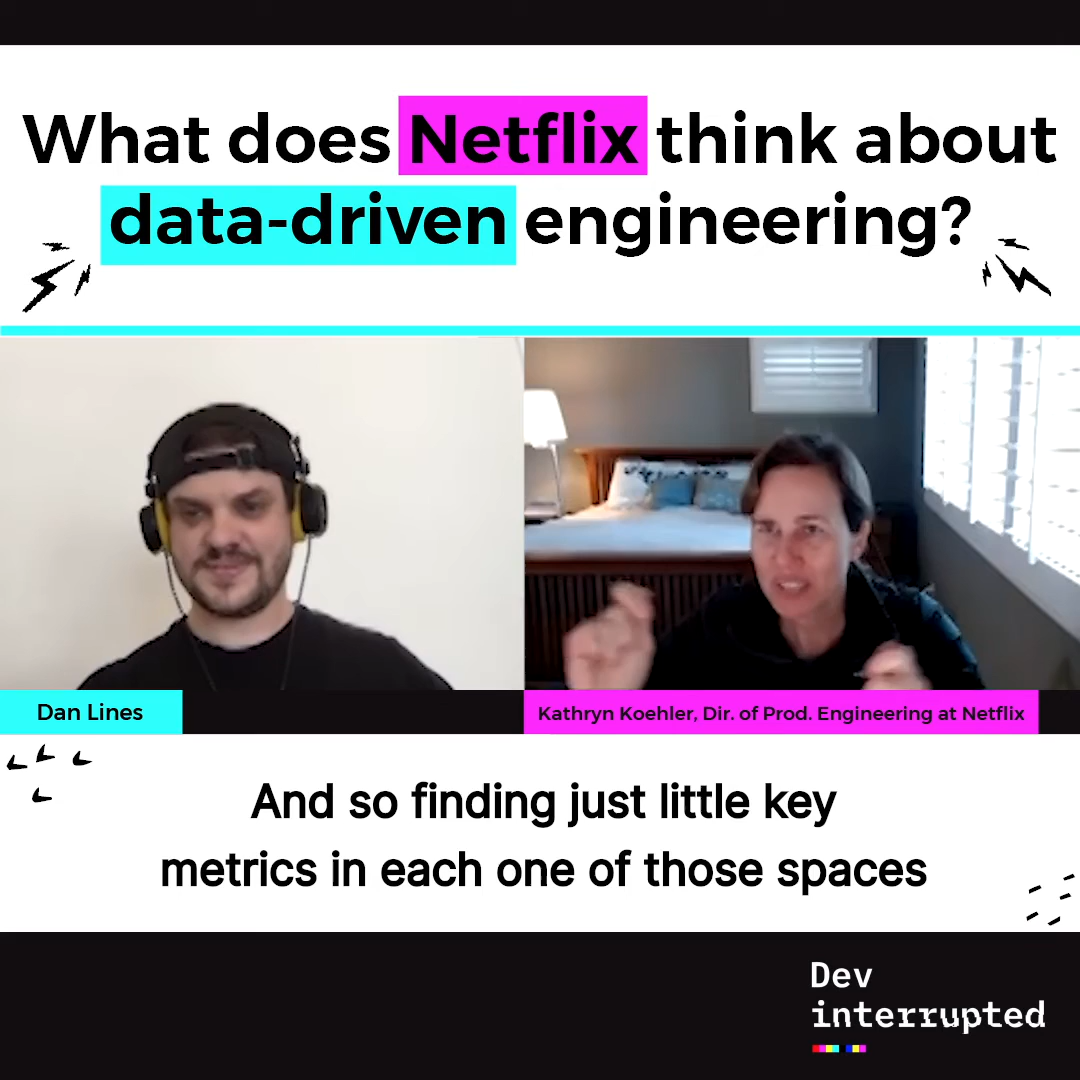 What does Netflix think about
data-driven engineering?
Dan Lines
Kathryn Koehler, Dir. of Prod. Engineering at Netflix
And so finding just little key
metrics in each one of those spaces
Dev
interrupted